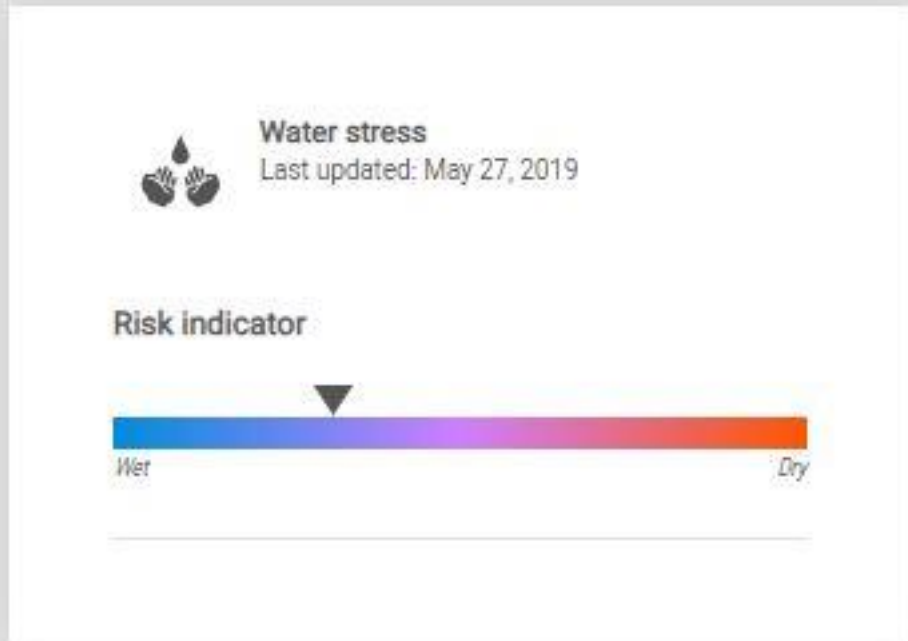 Water stress
Last updated: May 27, 2019
Risk indicator
Wet
Dry